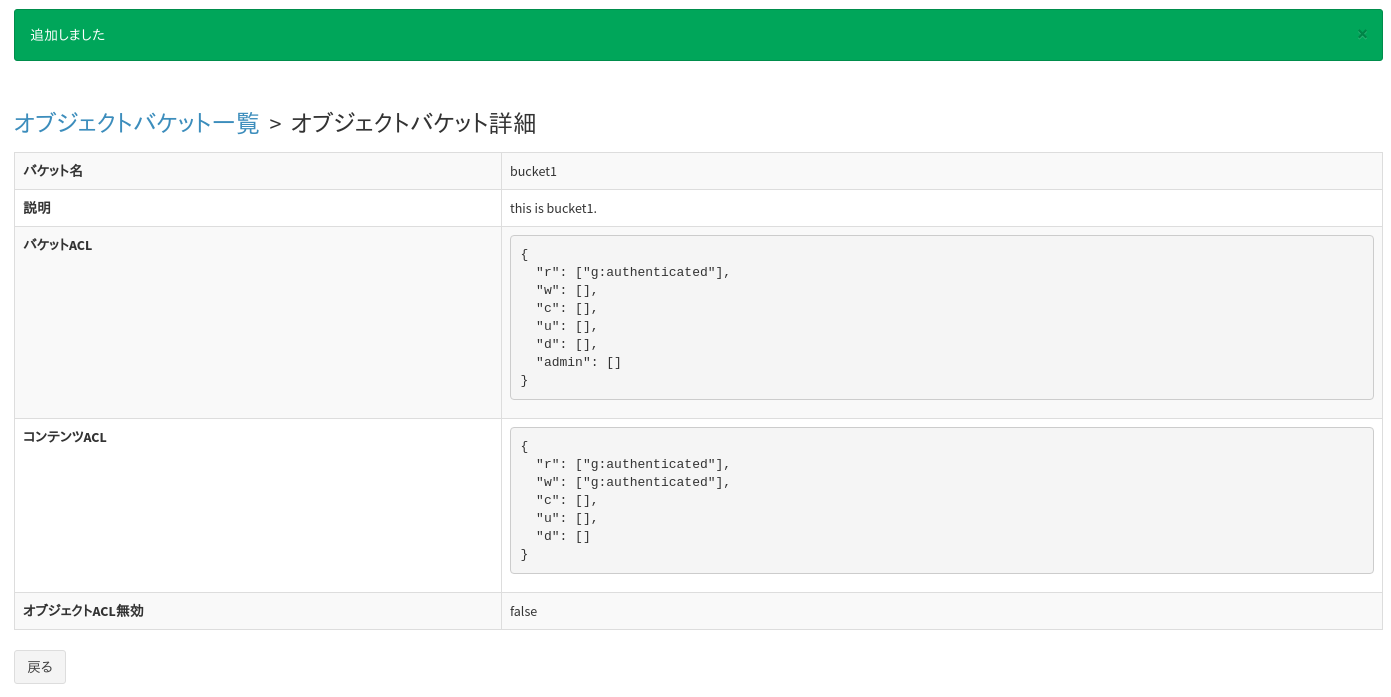 追加しました ×
オブジェクトバケット一覧 > オブジェクトバケット詳細
バケット名 bucket1
説明 this is bucket1.
バケットACL
{
  "r": ["g:authenticated"],
  "w": [],
  "c": [],
  "u": [],
  "d": [],
  "admin": []
}
コンテンツACL
{
  "r": ["g:authenticated"],
  "w": ["g:authenticated"],
  "c": [],
  "u": [],
  "d": []
}
オブジェクトACL無効 false
戻る